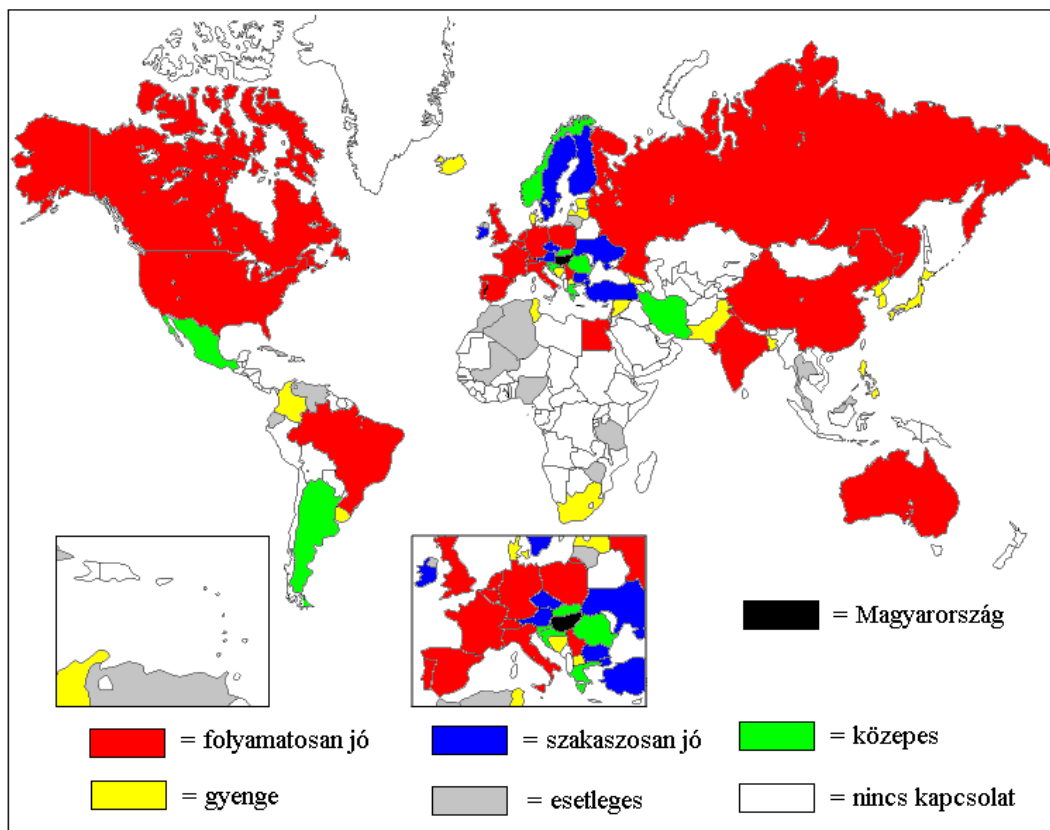 = Magyarország
= folyamatosan jó
= szakaszosan jó
= közepes
= gyenge
= esetleges
= nincs kapcsolat